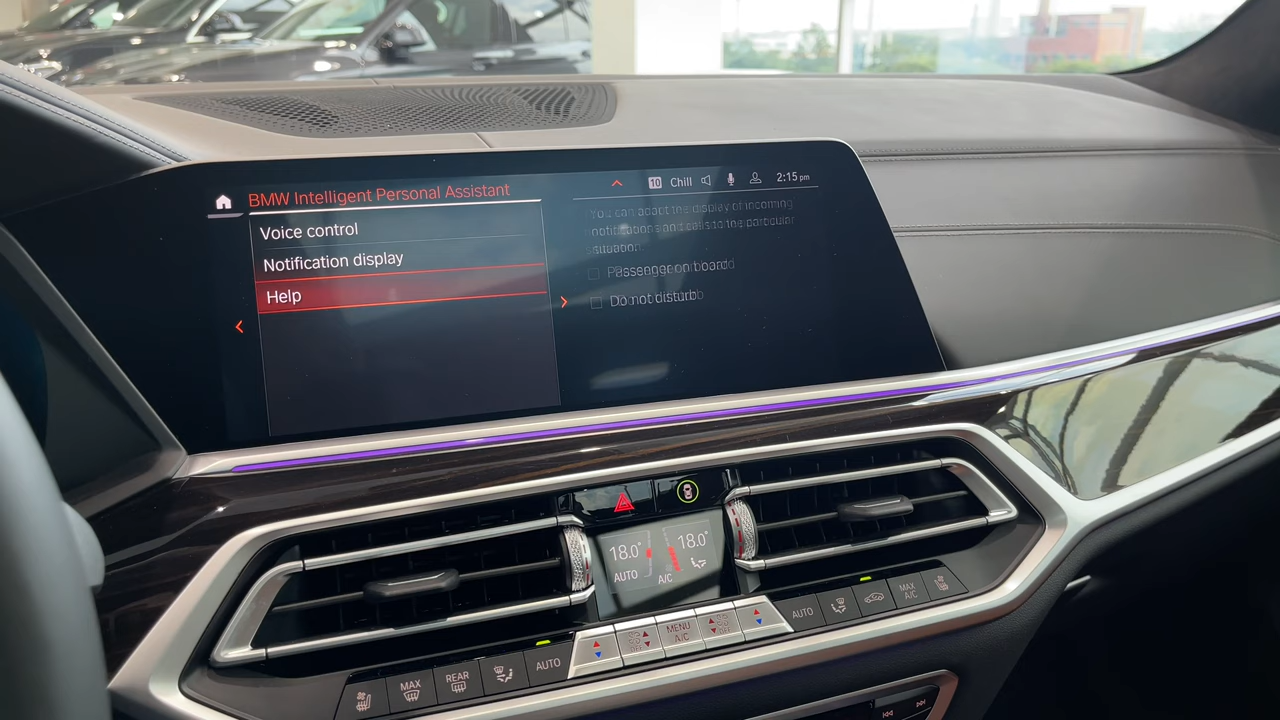 BMW Intelligent Personal Assistant
10 Chill 2:15 pm
Voice control
Notification display
Help
You can adapt the display of incoming
notifications and calls to the particular
situation.
Passenger on board
Do not disturb
18.0° 18.0°
AUTO A/C
MAX
REAR
AUTO
MENU
A/C
OFF
OFF
AUTO
MAX
A/C